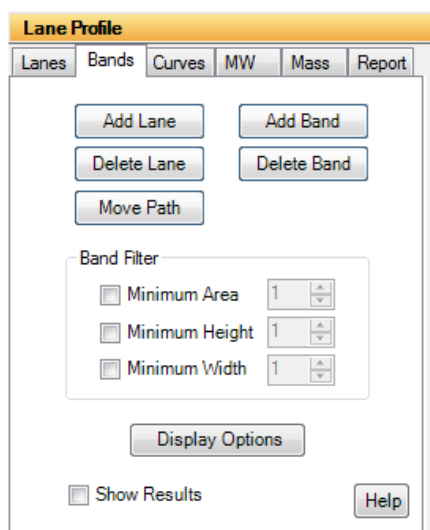 Lane Profile
Lanes Bands Curves MW Mass Report
Add Lane Add Band
Delete Lane Delete Band
Move Path
Band Filter
Minimum Area 1
Minimum Height 1
Minimum Width 1
Display Options
Show Results Help